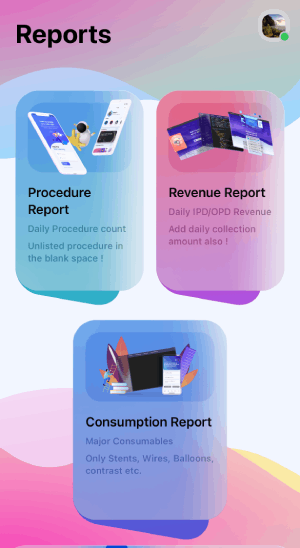 Reports
Procedure
Report
Daily Procedure count
Unlisted procedure in
the blank space !
Revenue Report
Daily IPD/OPD Revenue
Add daily collection
amount also !
Consumption Report
Major Consumables
Only Stents, Wires, Balloons,
contrast etc.